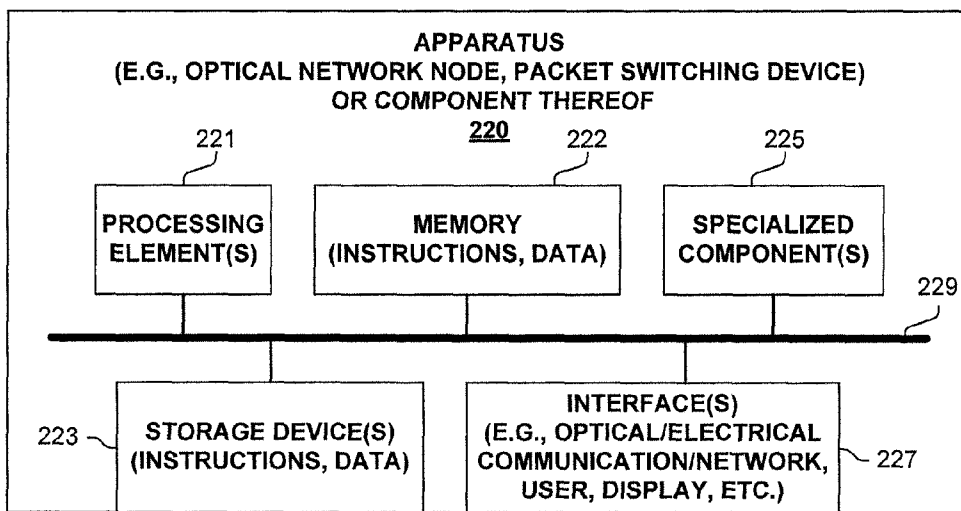 APPARATUS
(E.G., OPTICAL NETWORK NODE, PACKET SWITCHING DEVICE)
OR COMPONENT THEREOF
220
221
222
225
PROCESSING
ELEMENT(S)
MEMORY
(INSTRUCTIONS, DATA)
SPECIALIZED
COMPONENT(S)
229
223
STORAGE DEVICE(S)
(INSTRUCTIONS, DATA)
INTERFACE(S)
(E.G., OPTICAL/ELECTRICAL
COMMUNICATION/NETWORK,
USER, DISPLAY, ETC.)
227